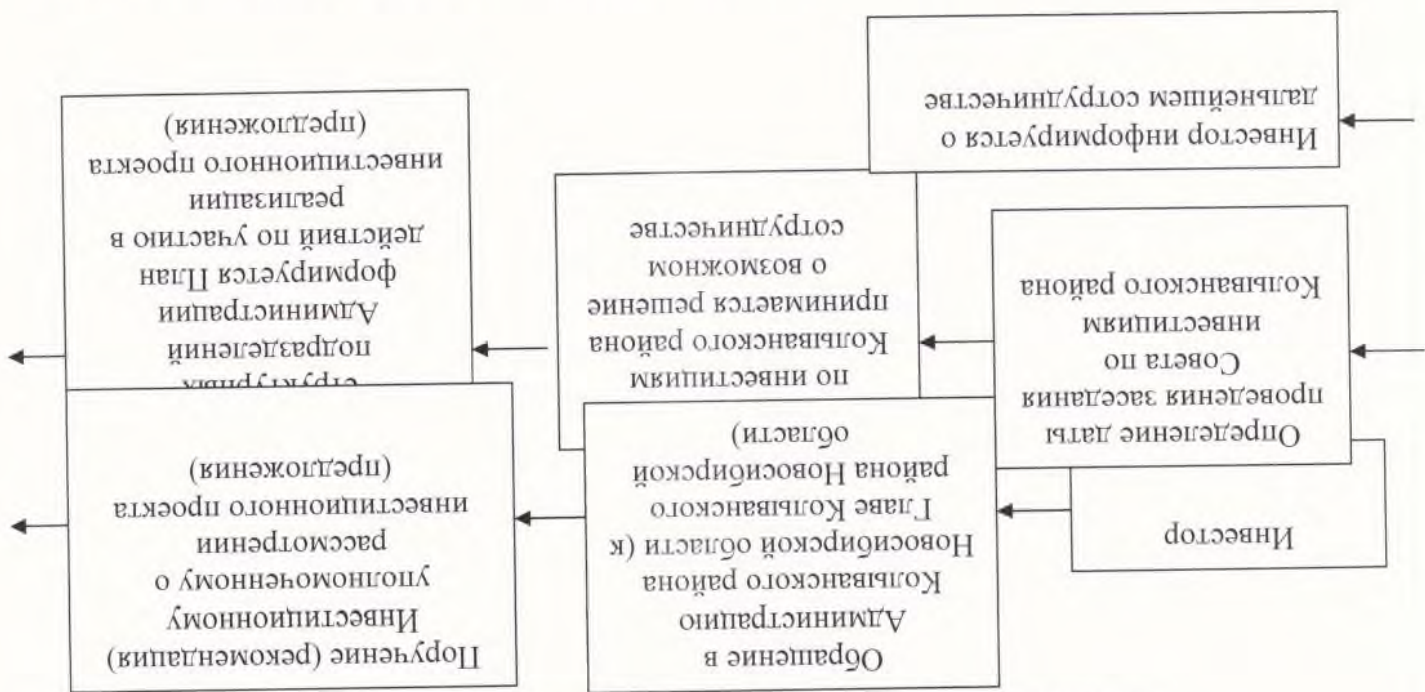 Инвестор
Обращение в
Администрацию
Колыванского района
Новосибирской области (к
Главе Колыванского
района Новосибирской
области)
Поручение (рекомендация)
Инвестиционному
уполномоченному о
рассмотрении
инвестиционного проекта
(предложения)
Определение даты
проведения заседания
Совета по
инвестициям
Колыванского района
по инвестициям
Колыванского района
принимается решение
о возможном
сотрудничестве
структурных
подразделений
Администрации
формируется План
действий по участию в
реализации
инвестиционного проекта
(предложения)
Инвестор информируется о
дальнейшем сотрудничестве